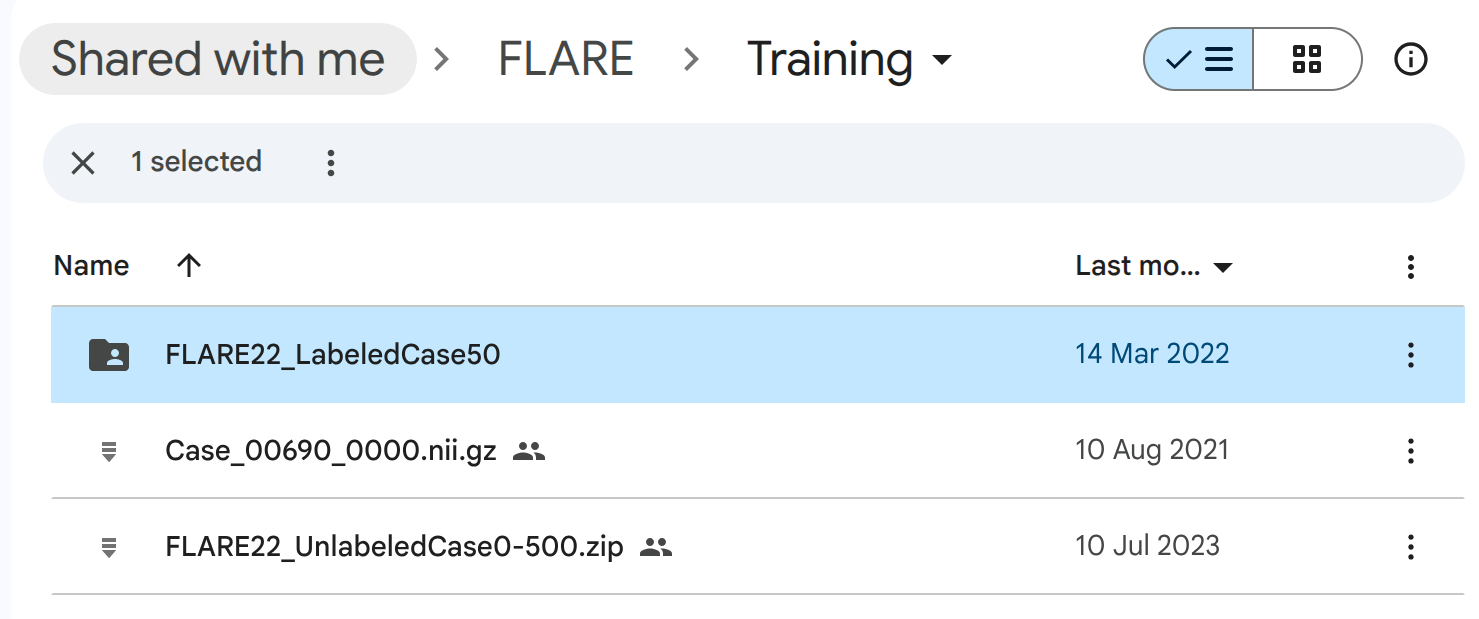 Shared with me > FLARE > Training
1 selected
Name Last mo...
FLARE22_LabeledCase50 14 Mar 2022
Case_00690_0000.nii.gz 10 Aug 2021
FLARE22_UnlabeledCase0-500.zip 10 Jul 2023